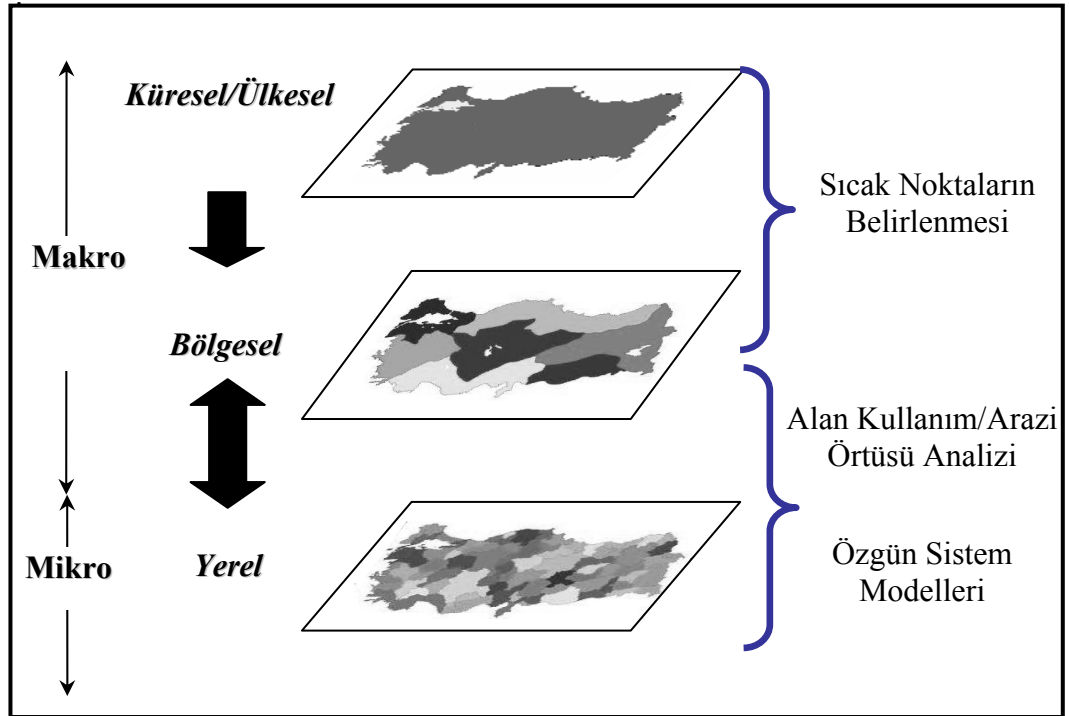 Küresel/Ülkesel
Makro
Bölgesel
Mikro
Yerel
Sıcak Noktaların
Belirlenmesi
Alan Kullanım/Arazi
Örtüsü Analizi
Özgün Sistem
Modelleri